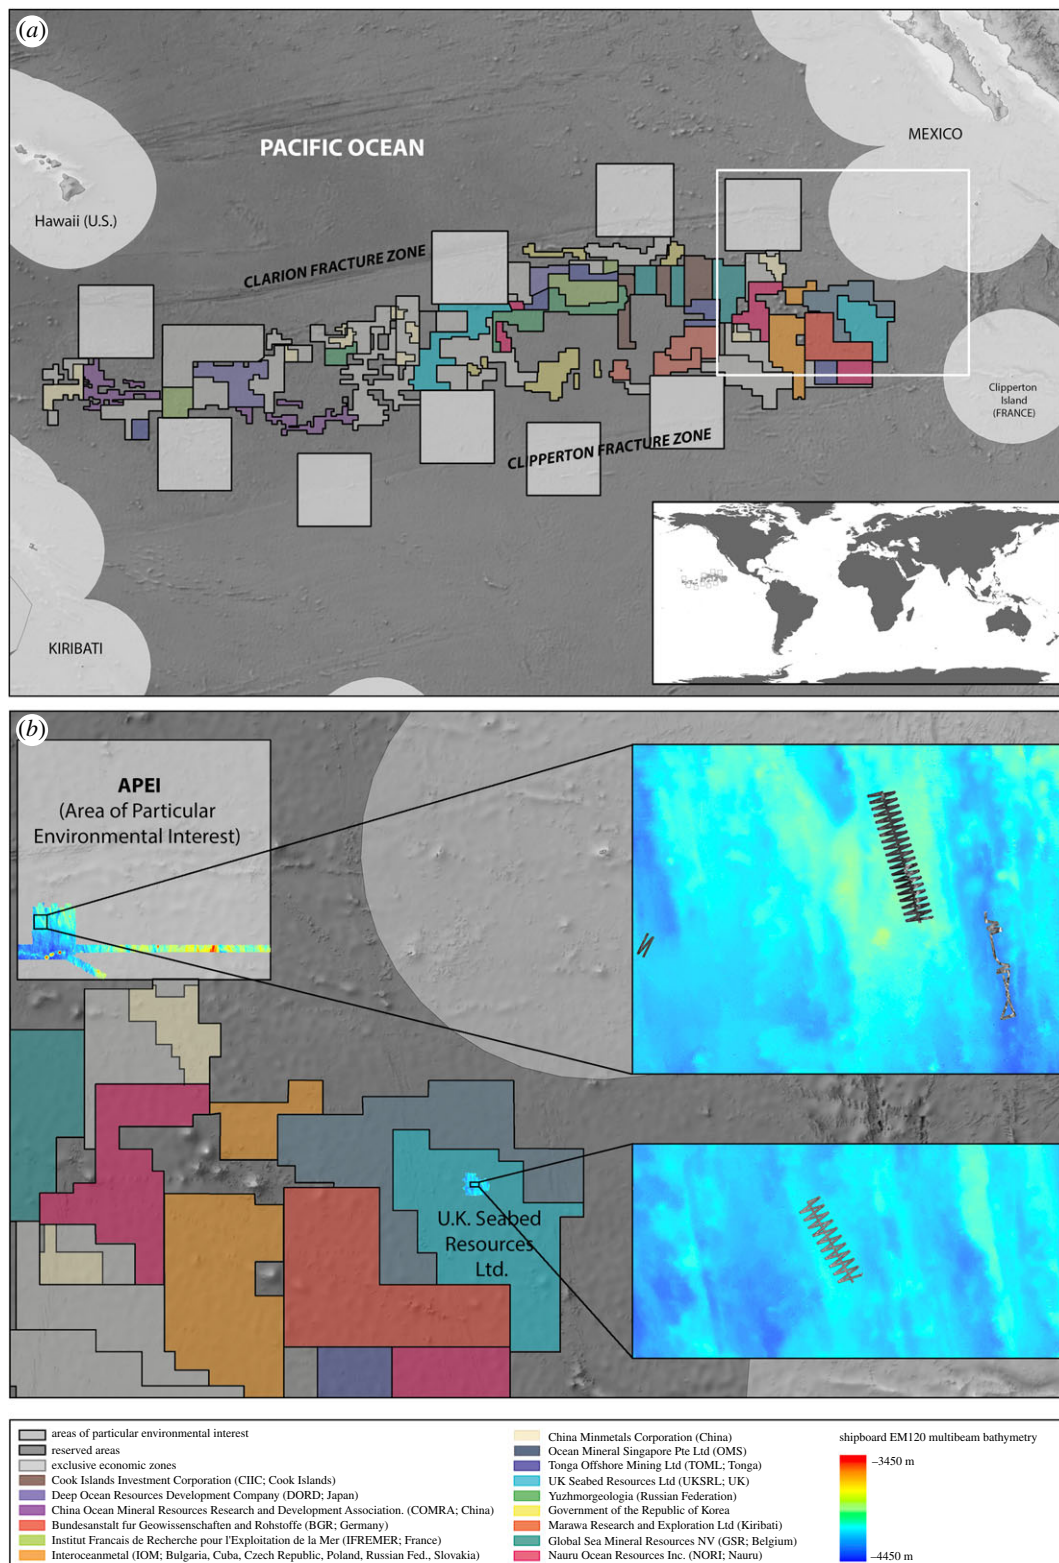 (a)
PACIFIC OCEAN
MEXICO
Hawaii (U.S.)
CLARION FRACTURE ZONE
Clipperton
Island
(FRANCE)
CLIPPERTON FRACTURE ZONE
KIRIBATI
(b)
APEI
(Area of Particular
Environmental Interest)
U.K. Seabed
Resources
Ltd.
areas of particular environmental interest
reserved areas
exclusive economic zones
Cook Islands Investment Corporation (CIIC; Cook Islands)
Deep Ocean Resources Development Company (DORD; Japan)
China Ocean Mineral Resources Research and Development Association. (COMRA; China)
Bundesanstalt fur Geowissenschaften and Rohstoffe (BGR; Germany)
Institut Francais de Recherche pour l'Exploitation de la Mer (IFREMER; France)
Interoceanmetal (IOM; Bulgaria, Cuba, Czech Republic, Poland, Russian Fed., Slovakia)
China Minmetals Corporation (China)
Ocean Mineral Singapore Pte Ltd (OMS)
Tonga Offshore Mining Ltd (TOML; Tonga)
UK Seabed Resources Ltd (UKSRL; UK)
Yuzhmorgeologia (Russian Federation)
Government of the Republic of Korea
Marawa Research and Exploration Ltd (Kiribati)
Global Sea Mineral Resources NV (GSR; Belgium)
Nauru Ocean Resources Inc. (NORI; Nauru)
shipboard EM120 multibeam bathymetry
–3450 m
–4450 m